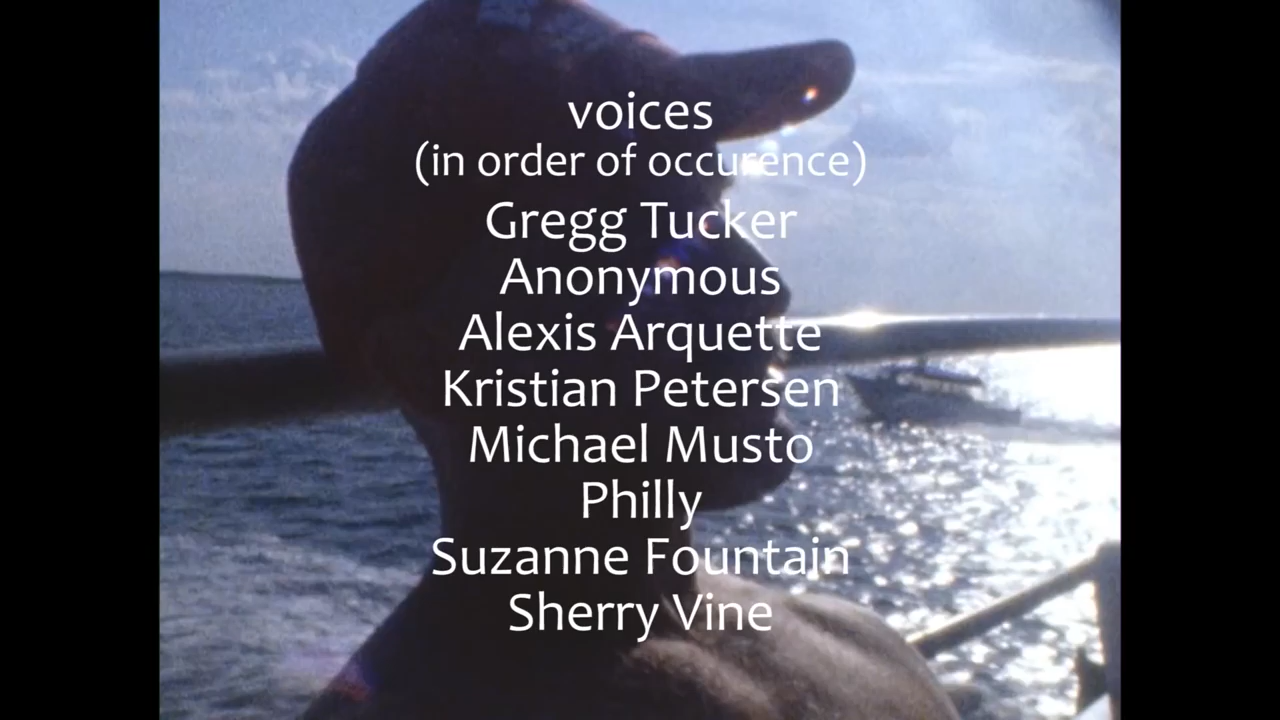 voices
(in order of occurence)
Gregg Tucker
Anonymous
Alexis Arquette
Kristian Petersen
Michael Musto
Philly
Suzanne Fountain
Sherry Vine